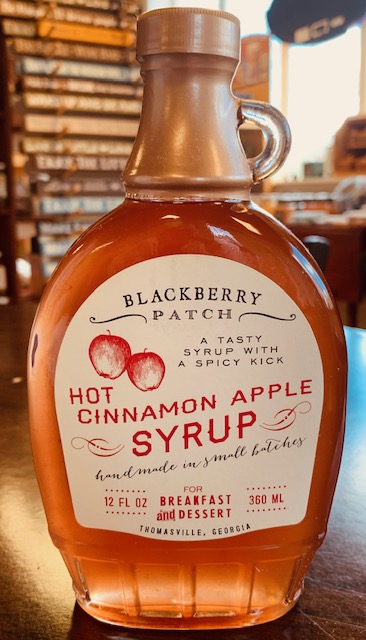 BLACKBERRY
PATCH
A TASTY
SYRUP WITH
A SPICY KICK
HOT
CINNAMON APPLE
SYRUP
handmade in small batches
FOR
12 FL OZ BREAKFAST 360 ML
and DESSERT
THOMASVILLE, GEORGIA